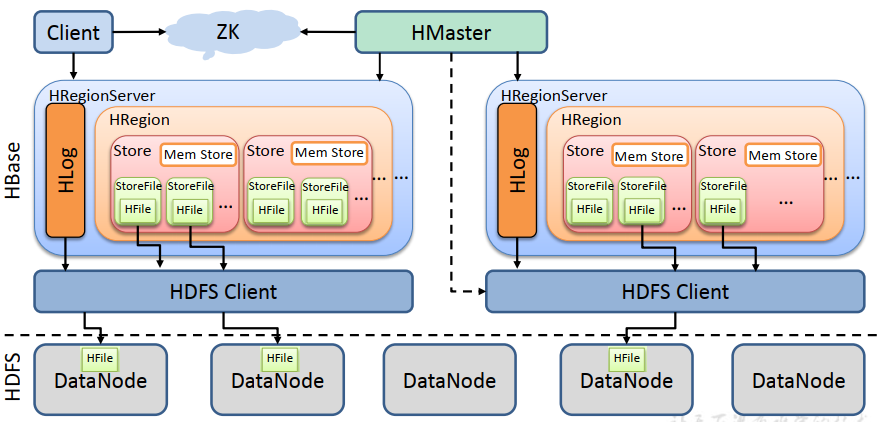 Client
ZK
HMaster
HBase
HRegionServer
HLog
HRegion
Store
Mem Store
StoreFile
HFile
StoreFile
HFile
...
Store
Mem Store
StoreFile
HFile
StoreFile
HFile
...
...
...
HRegionServer
HLog
HRegion
Store
Mem Store
StoreFile
HFile
StoreFile
HFile
...
Store
Mem Store
StoreFile
HFile
...
...
...
HDFS Client
HDFS Client
HDFS
HFile
DataNode
HFile
DataNode
DataNode
HFile
DataNode
DataNode